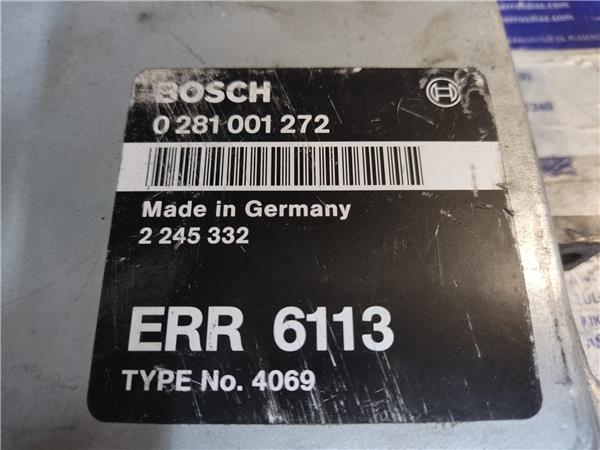 BOSCH
0 281 001 272
Made in Germany
2 245 332
ERR 6113
TYPE No. 4069